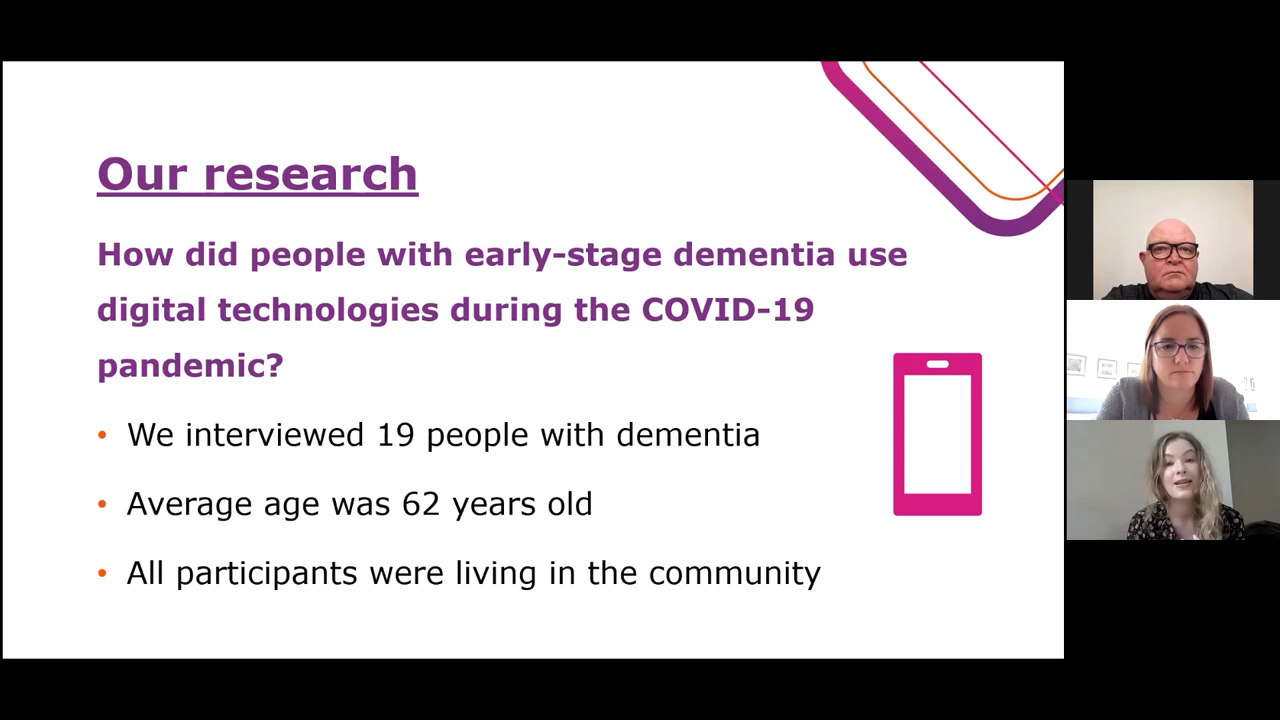 Our research
How did people with early-stage dementia use
digital technologies during the COVID-19
pandemic?
• We interviewed 19 people with dementia
• Average age was 62 years old
• All participants were living in the community